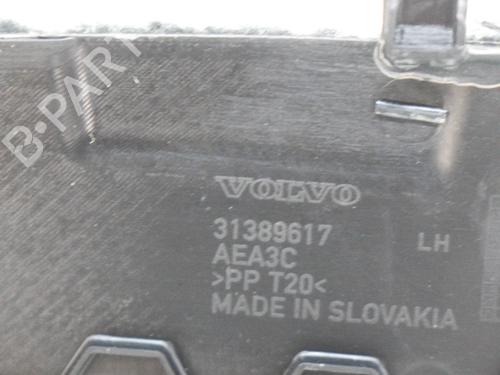 B-PARTS
VOLVO
31389617 LH
AEA3C
>PP T20<
MADE IN SLOVAKIA